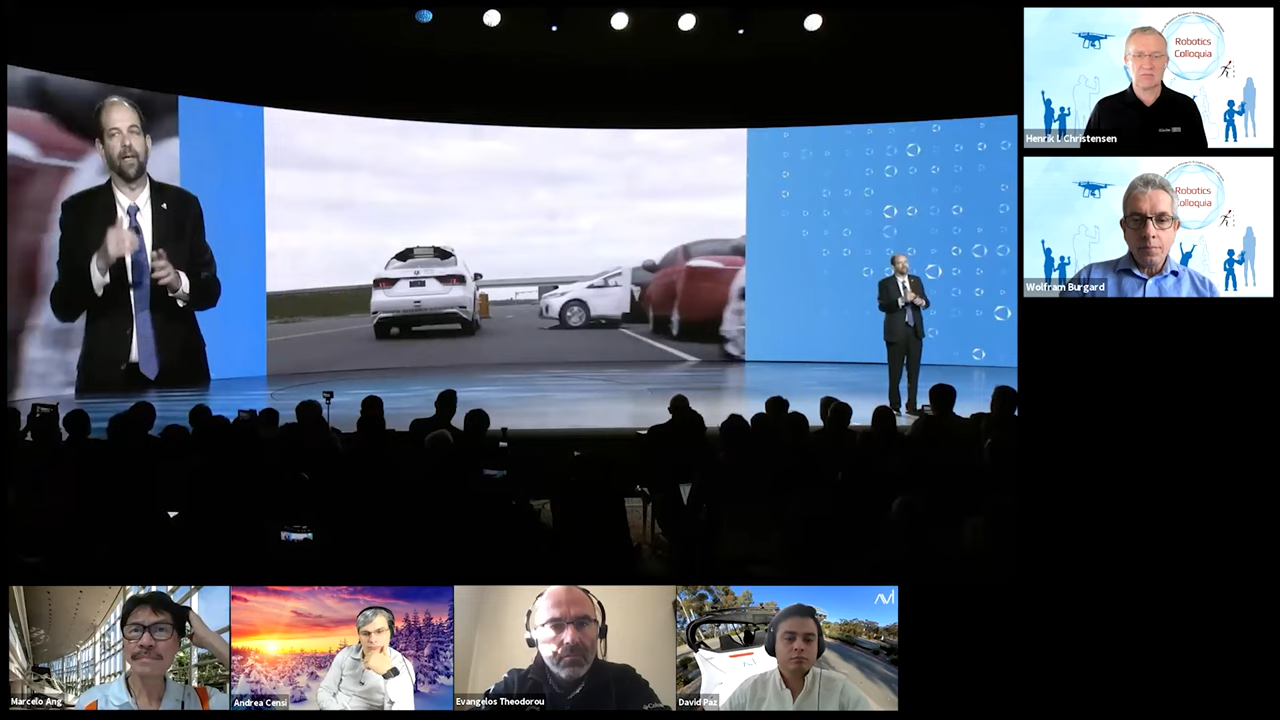 Robotics
Colloquia
Henrik I. Christensen
Robotics
Colloquia
Wolfram Burgard
Marcelo Ang
Andrea Censi
Evangelos Theodorou
David Paz